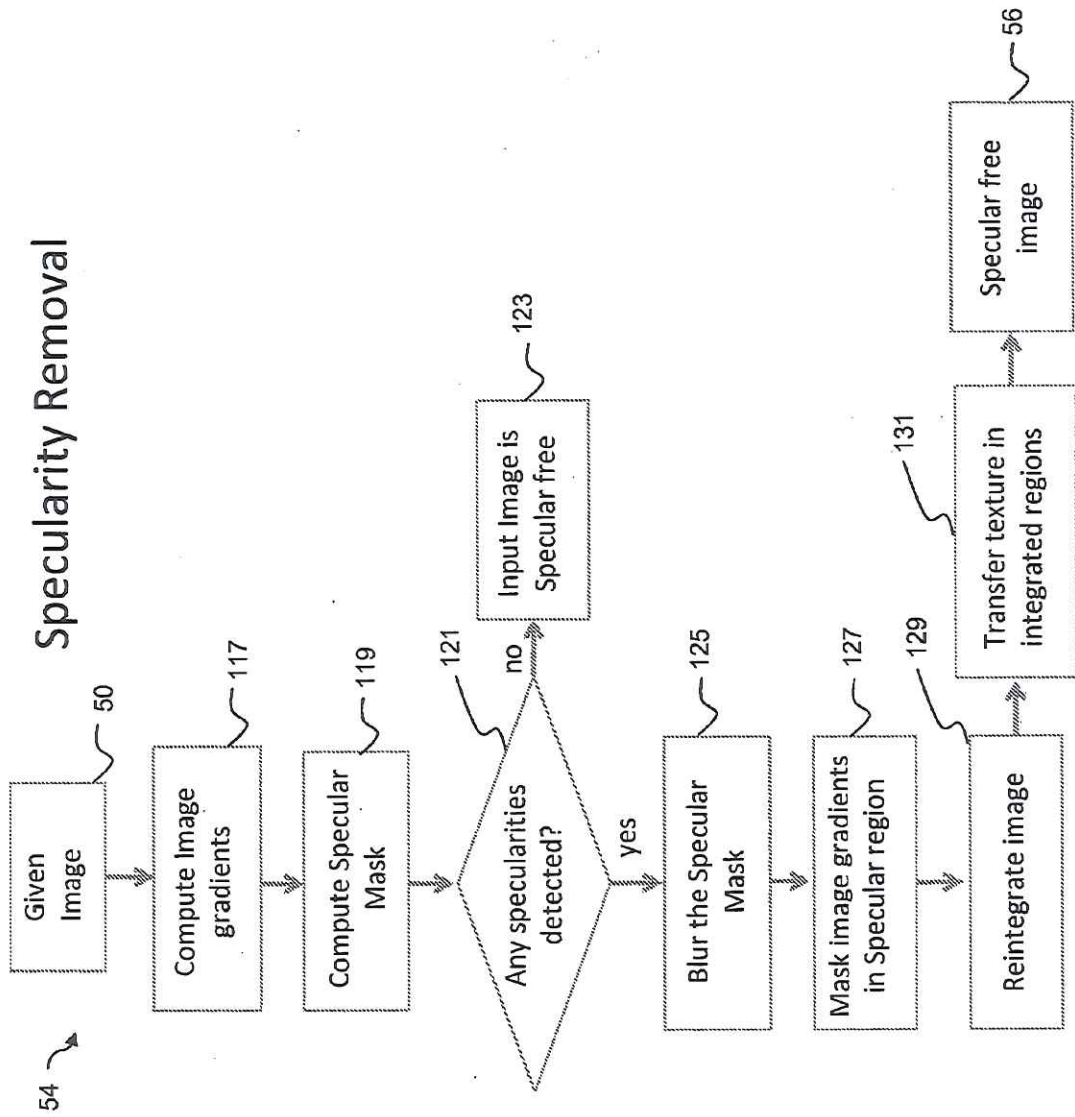 Specularity Removal
54
50
Given
Image
117
Compute Image
gradients
119
Compute Specular
Mask
121
Any specularities
detected?
no
123
Input Image is
Specular free
yes
125
Blur the Specular
Mask
127
Mask image gradients
in Specular region
129
Reintegrate image
131
Transfer texture in
integrated regions
56
Specular free
image